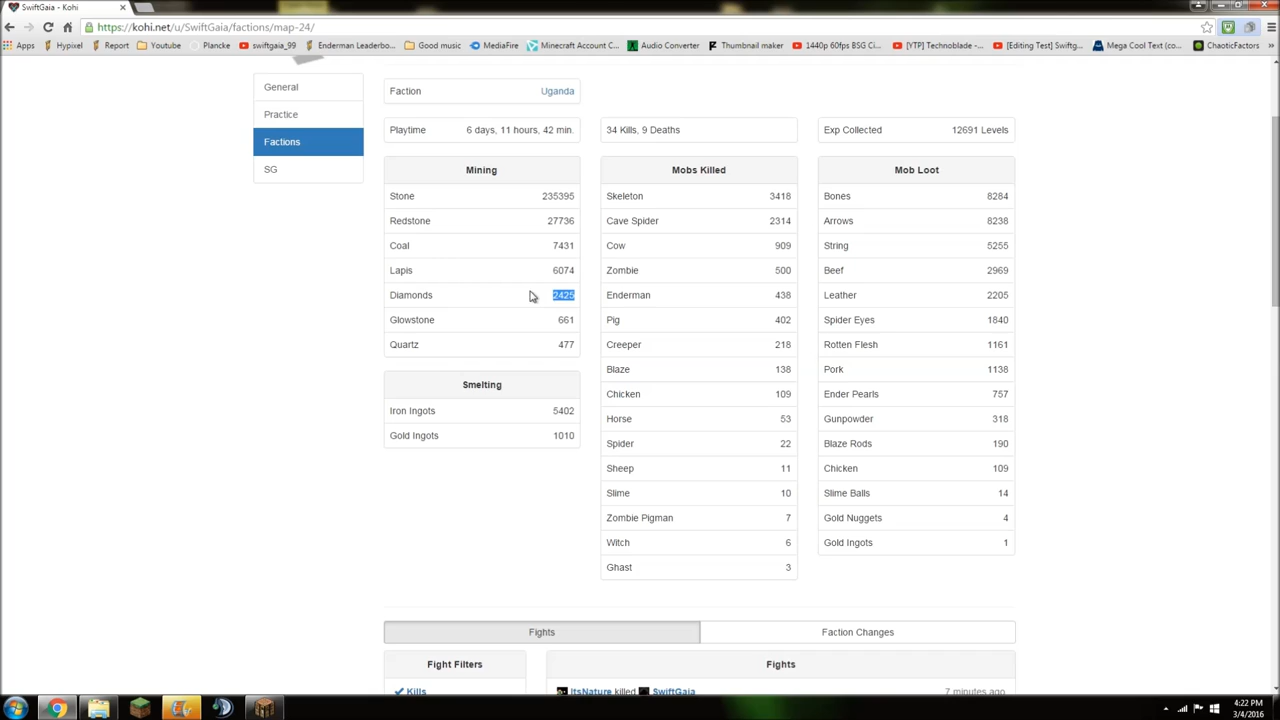 SwiftGaia - Kohi
https://kohi.net/u/SwiftGaia/factions/map-24/
Apps Hypixel Report Youtube Plancke swiftgaia_99 Enderman Leaderbo... Good music MediaFire Minecraft Account C... Audio Converter Thumbnail maker 1440p 60fps BSG Ci... [YTP] Technoblade -... [Editing Test] Swiftg... Mega Cool Text (co... ChaoticFactors
General
Practice
Factions
SG
Faction Uganda
Playtime 6 days, 11 hours, 42 min.
34 Kills, 9 Deaths
Exp Collected 12691 Levels
Mining
Stone 235395
Redstone 27736
Coal 7431
Lapis 6074
Diamonds 2425
Glowstone 661
Quartz 477
Smelting
Iron Ingots 5402
Gold Ingots 1010
Mobs Killed
Skeleton 3418
Cave Spider 2314
Cow 909
Zombie 500
Enderman 438
Pig 402
Creeper 218
Blaze 138
Chicken 109
Horse 53
Spider 22
Sheep 11
Slime 10
Zombie Pigman 7
Witch 6
Ghast 3
Mob Loot
Bones 8284
Arrows 8238
String 5255
Beef 2969
Leather 2205
Spider Eyes 1840
Rotten Flesh 1161
Pork 1138
Ender Pearls 757
Gunpowder 318
Blaze Rods 190
Chicken 109
Slime Balls 14
Gold Nuggets 4
Gold Ingots 1
Fights
Faction Changes
Fight Filters
Kills
Fights
ItsNature killed SwiftGaia 7 minutes ago
4:22 PM
3/4/2016